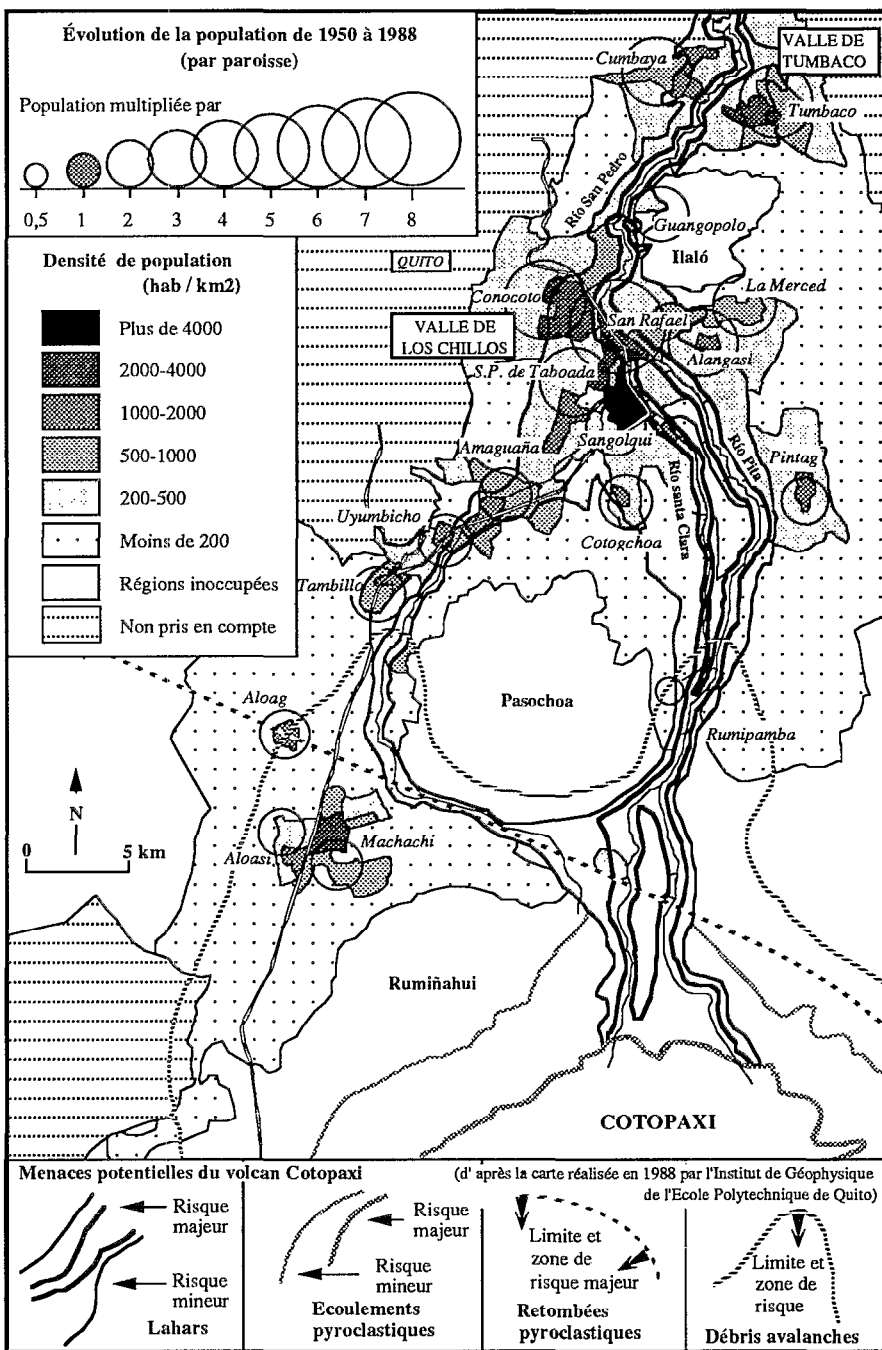 Évolution de la population de 1950 à 1988
(par paroisse)
Population multipliée par
0,5 1 2 3 4 5 6 7 8
Densité de population
(hab / km2)
Plus de 4000
2000-4000
1000-2000
500-1000
200-500
Moins de 200
Régions inoccupées
Non pris en compte
Cumbaya
VALLE DE
TUMBACO
Tumbaco
Río San Pedro
Guangopolo
Ilaló
QUITO
Conocoto
La Merced
San Rafael
VALLE DE
LOS CHILLOS
Alangasí
S.P. de Taboada
Sangolqui
Amaguaña
Río Pita
Pintag
Río santa Clara
Uyumbicho
Cotogchoa
Tambillo
Pasochoa
Aloag
Rumipamba
N
0 5 km
Machachi
Aloasi
Rumiñahui
COTOPAXI
Menaces potentielles du volcan Cotopaxi
(d' après la carte réalisée en 1988 par l'Institut de Géophysique
de l'Ecole Polytechnique de Quito)
Risque
majeur
Risque
mineur
Lahars
Risque
majeur
Risque
mineur
Ecoulements
pyroclastiques
Limite et
zone de
risque majeur
Retombées
pyroclastiques
Limite et
zone de
risque
Débris avalanches